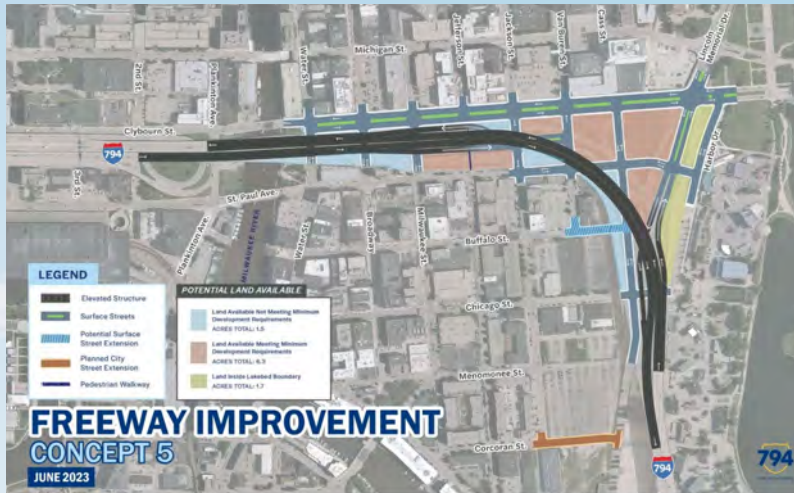 Michigan St.
Water St.
Jefferson St.
Jackson St.
Van Buren St.
Cass St.
Lincoln
Memorial Dr.
2nd St.
Plankinton Ave
Clybourn St.
Harbor Dr.
794
3rd St.
St. Paul Ave
Plankinton Ave.
MILWAUKEE RIVER
Water St.
Broadway
Milwaukee St.
Buffalo St.
Chicago St.
Menomonee St.
Corcoran St.
LEGEND
Elevated Structure
Surface Streets
Potential Surface
Street Extension
Planned City
Street Extension
Pedestrian Walkway
POTENTIAL LAND AVAILABLE
Land Available Not Meeting Minimum
Development Requirements
ACRES TOTAL: 1.5
Land Available Meeting Minimum
Development Requirements
ACRES TOTAL: 6.3
Land Inside Lakebed Boundary
ACRES TOTAL: 1.7
FREEWAY IMPROVEMENT
CONCEPT 5
JUNE 2023
794
794